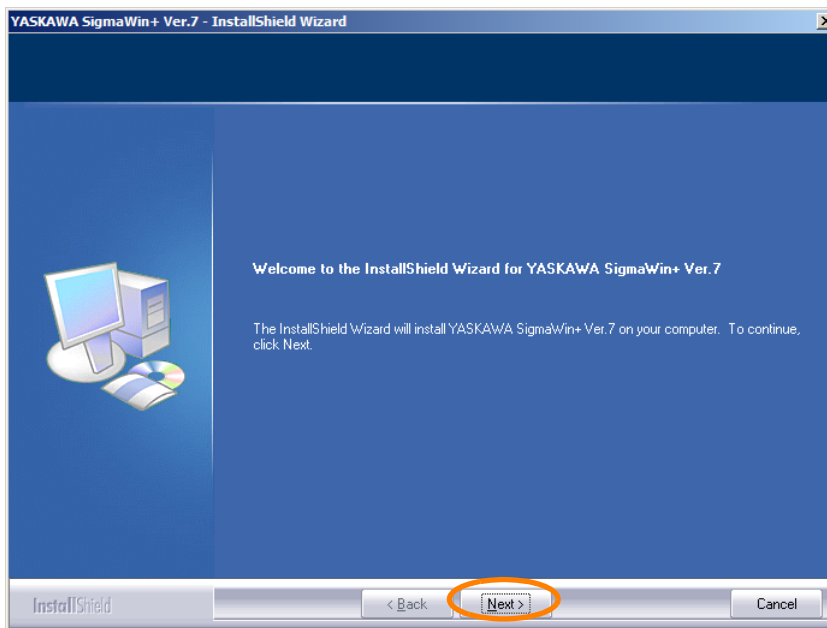 YASKAWA SigmaWin+ Ver.7 - InstallShield Wizard
Welcome to the InstallShield Wizard for YASKAWA SigmaWin+ Ver.7
The InstallShield Wizard will install YASKAWA SigmaWin+ Ver.7 on your computer. To continue,
click Next.
InstallShield
< Back
Next >
Cancel